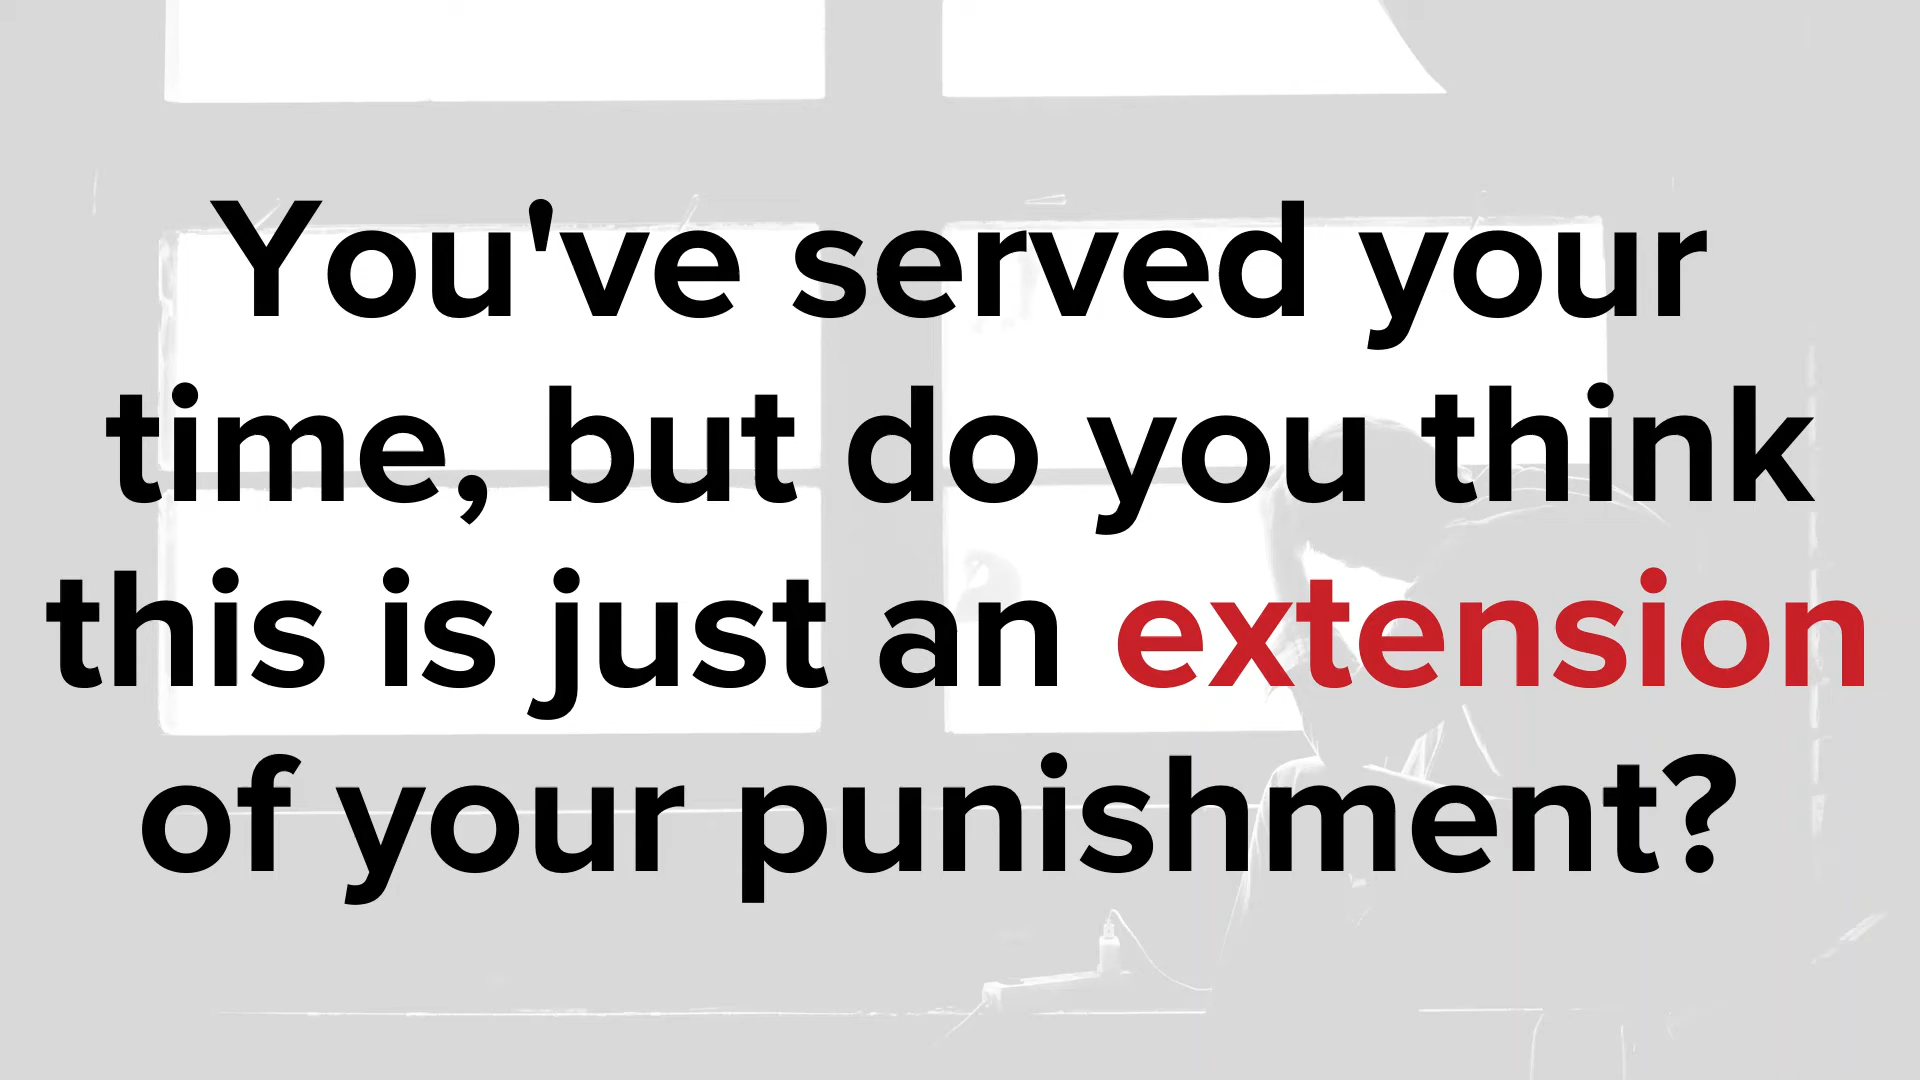 You've served your
time, but do you think
this is just an extension
of your punishment?